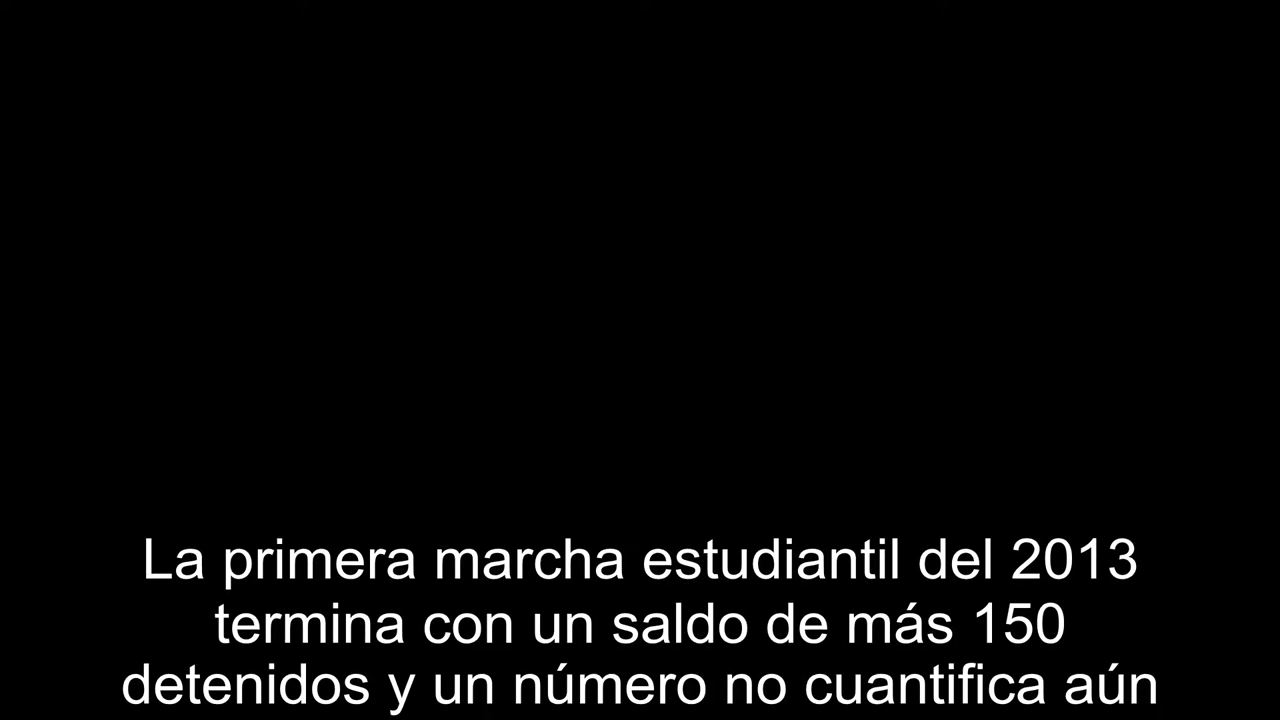 La primera marcha estudiantil del 2013
termina con un saldo de más 150
detenidos y un número no cuantifica aún